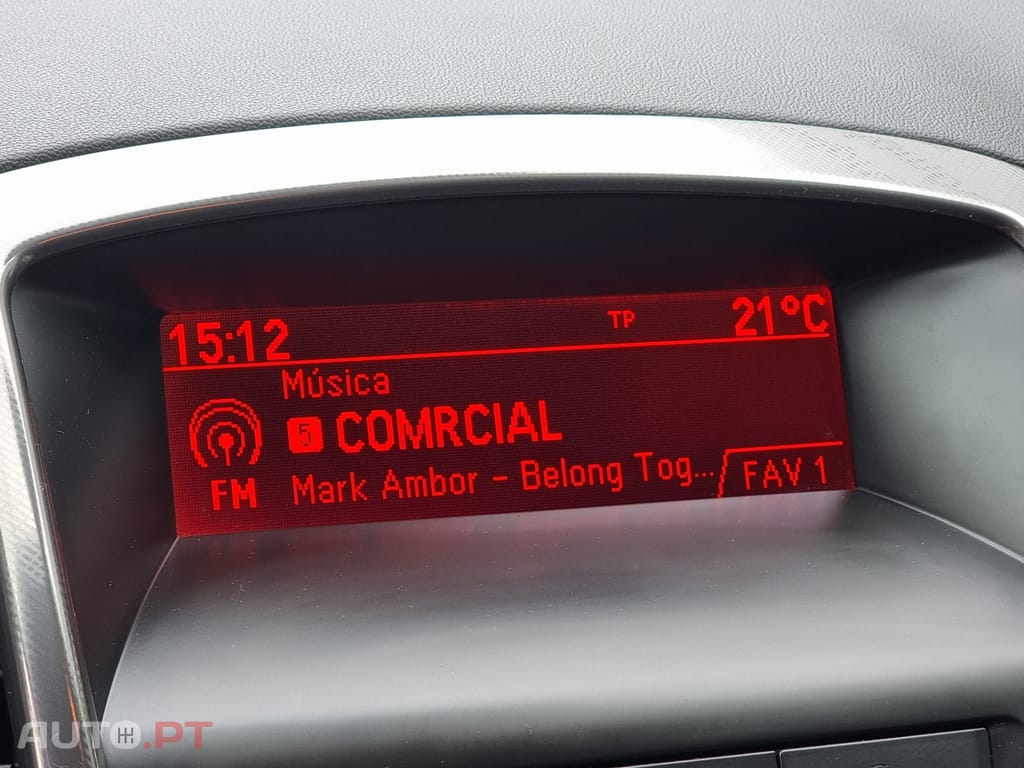 15:12 TP 21°C
Música
5 COMRCIAL
FM Mark Ambor - Belong Tog... FAV 1
AUTO.PT